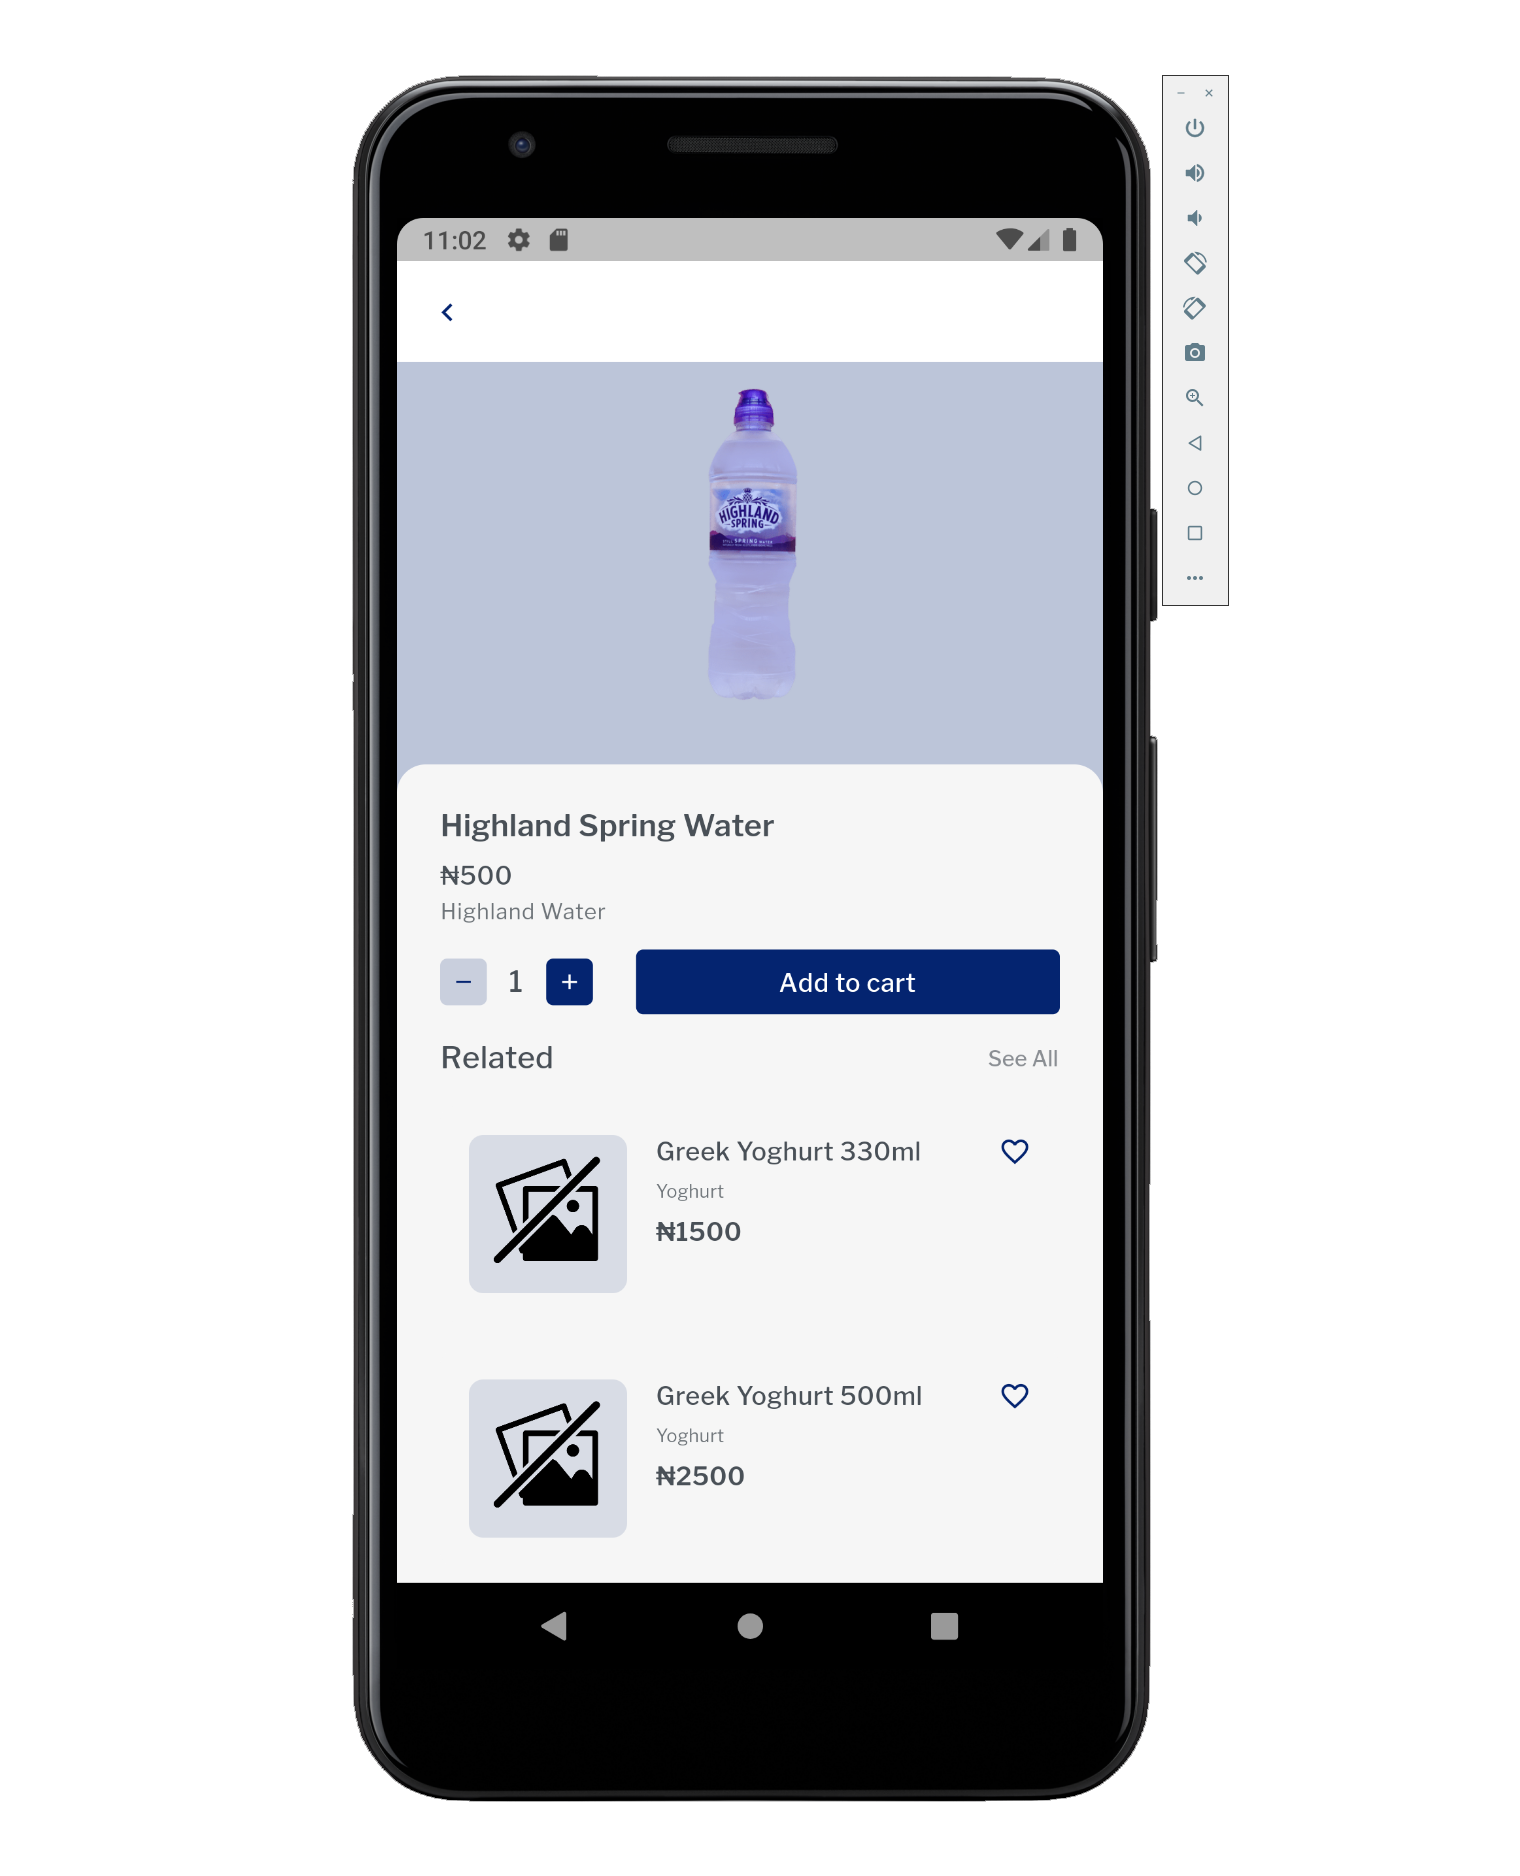 11:02
HIGHLAND
SPRING
Highland Spring Water
₦500
Highland Water
1
Add to cart
Related
See All
Greek Yoghurt 330ml
Yoghurt
₦1500
Greek Yoghurt 500ml
Yoghurt
₦2500